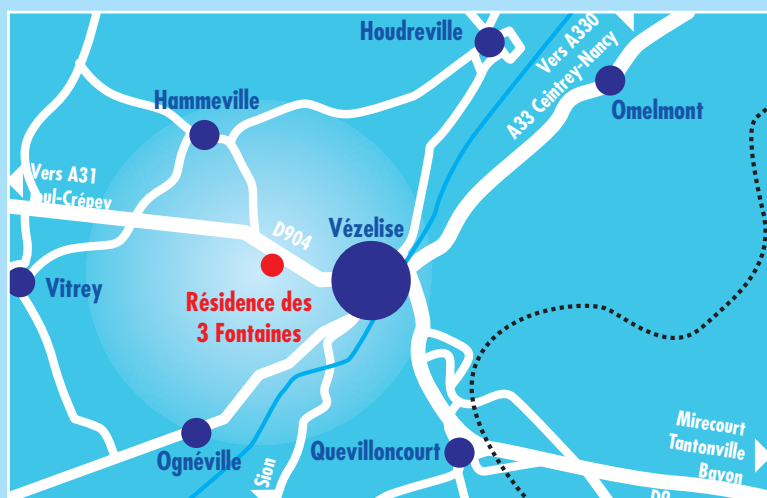 Houdreville
Vers A330
A33 Ceintrey-Nancy
Hammeville
Omelmont
Vers A31
Toul-Crépey
D904
Vézelise
Vitrey
Résidence des
3 Fontaines
Ognéville
Sion
Quevilloncourt
Mirecourt
Tantonville
Bayon